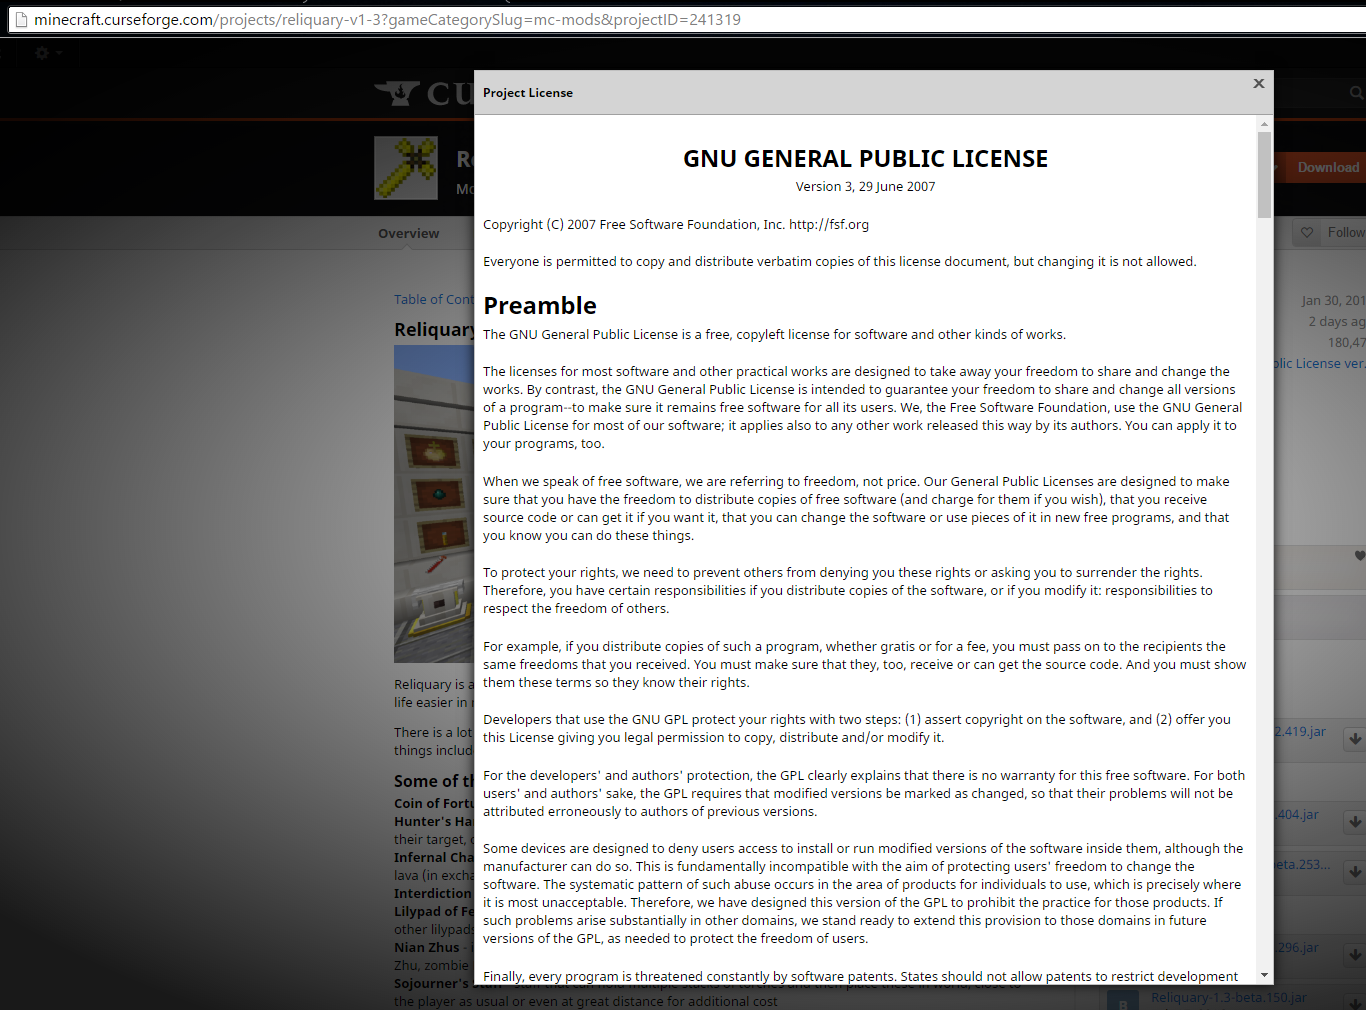 minecraft.curseforge.com/projects/reliquary-v1-3?gameCategorySlug=mc-mods&projectID=241319
CU
Project License
Re
Mo
Download
Overview
Follow
Table of Cont
Reliquary
Jan 30, 201
2 days ag
180,47
blic License ver.
GNU GENERAL PUBLIC LICENSE
Version 3, 29 June 2007
Copyright (C) 2007 Free Software Foundation, Inc. http://fsf.org
Everyone is permitted to copy and distribute verbatim copies of this license document, but changing it is not allowed.
Preamble
The GNU General Public License is a free, copyleft license for software and other kinds of works.
The licenses for most software and other practical works are designed to take away your freedom to share and change the
works. By contrast, the GNU General Public License is intended to guarantee your freedom to share and change all versions
of a program--to make sure it remains free software for all its users. We, the Free Software Foundation, use the GNU General
Public License for most of our software; it applies also to any other work released this way by its authors. You can apply it to
your programs, too.
When we speak of free software, we are referring to freedom, not price. Our General Public Licenses are designed to make
sure that you have the freedom to distribute copies of free software (and charge for them if you wish), that you receive
source code or can get it if you want it, that you can change the software or use pieces of it in new free programs, and that
you know you can do these things.
To protect your rights, we need to prevent others from denying you these rights or asking you to surrender the rights.
Therefore, you have certain responsibilities if you distribute copies of the software, or if you modify it: responsibilities to
respect the freedom of others.
For example, if you distribute copies of such a program, whether gratis or for a fee, you must pass on to the recipients the
same freedoms that you received. You must make sure that they, too, receive or can get the source code. And you must show
them these terms so they know their rights.
Developers that use the GNU GPL protect your rights with two steps: (1) assert copyright on the software, and (2) offer you
this License giving you legal permission to copy, distribute and/or modify it.
For the developers' and authors' protection, the GPL clearly explains that there is no warranty for this free software. For both
users' and authors' sake, the GPL requires that modified versions be marked as changed, so that their problems will not be
attributed erroneously to authors of previous versions.
Some devices are designed to deny users access to install or run modified versions of the software inside them, although the
manufacturer can do so. This is fundamentally incompatible with the aim of protecting users' freedom to change the
software. The systematic pattern of such abuse occurs in the area of products for individuals to use, which is precisely where
it is most unacceptable. Therefore, we have designed this version of the GPL to prohibit the practice for those products. If
such problems arise substantially in other domains, we stand ready to extend this provision to those domains in future
versions of the GPL, as needed to protect the freedom of users.
Finally, every program is threatened constantly by software patents. States should not allow patents to restrict development
Reliquary is a
life easier in
There is a lot
things includ
Some of th
Coin of Fortu
Hunter's Ha
their target,
Infernal Cha
lava (in excha
Interdiction
Lilypad of Fe
other lilypads
Nian Zhus -
Zhu, zombie
Sojourner's
the player as usual or even at great distance for additional cost
2.419.jar
.404.jar
eta.253...
.296.jar
B
Reliquary-1.3-beta.150.jar